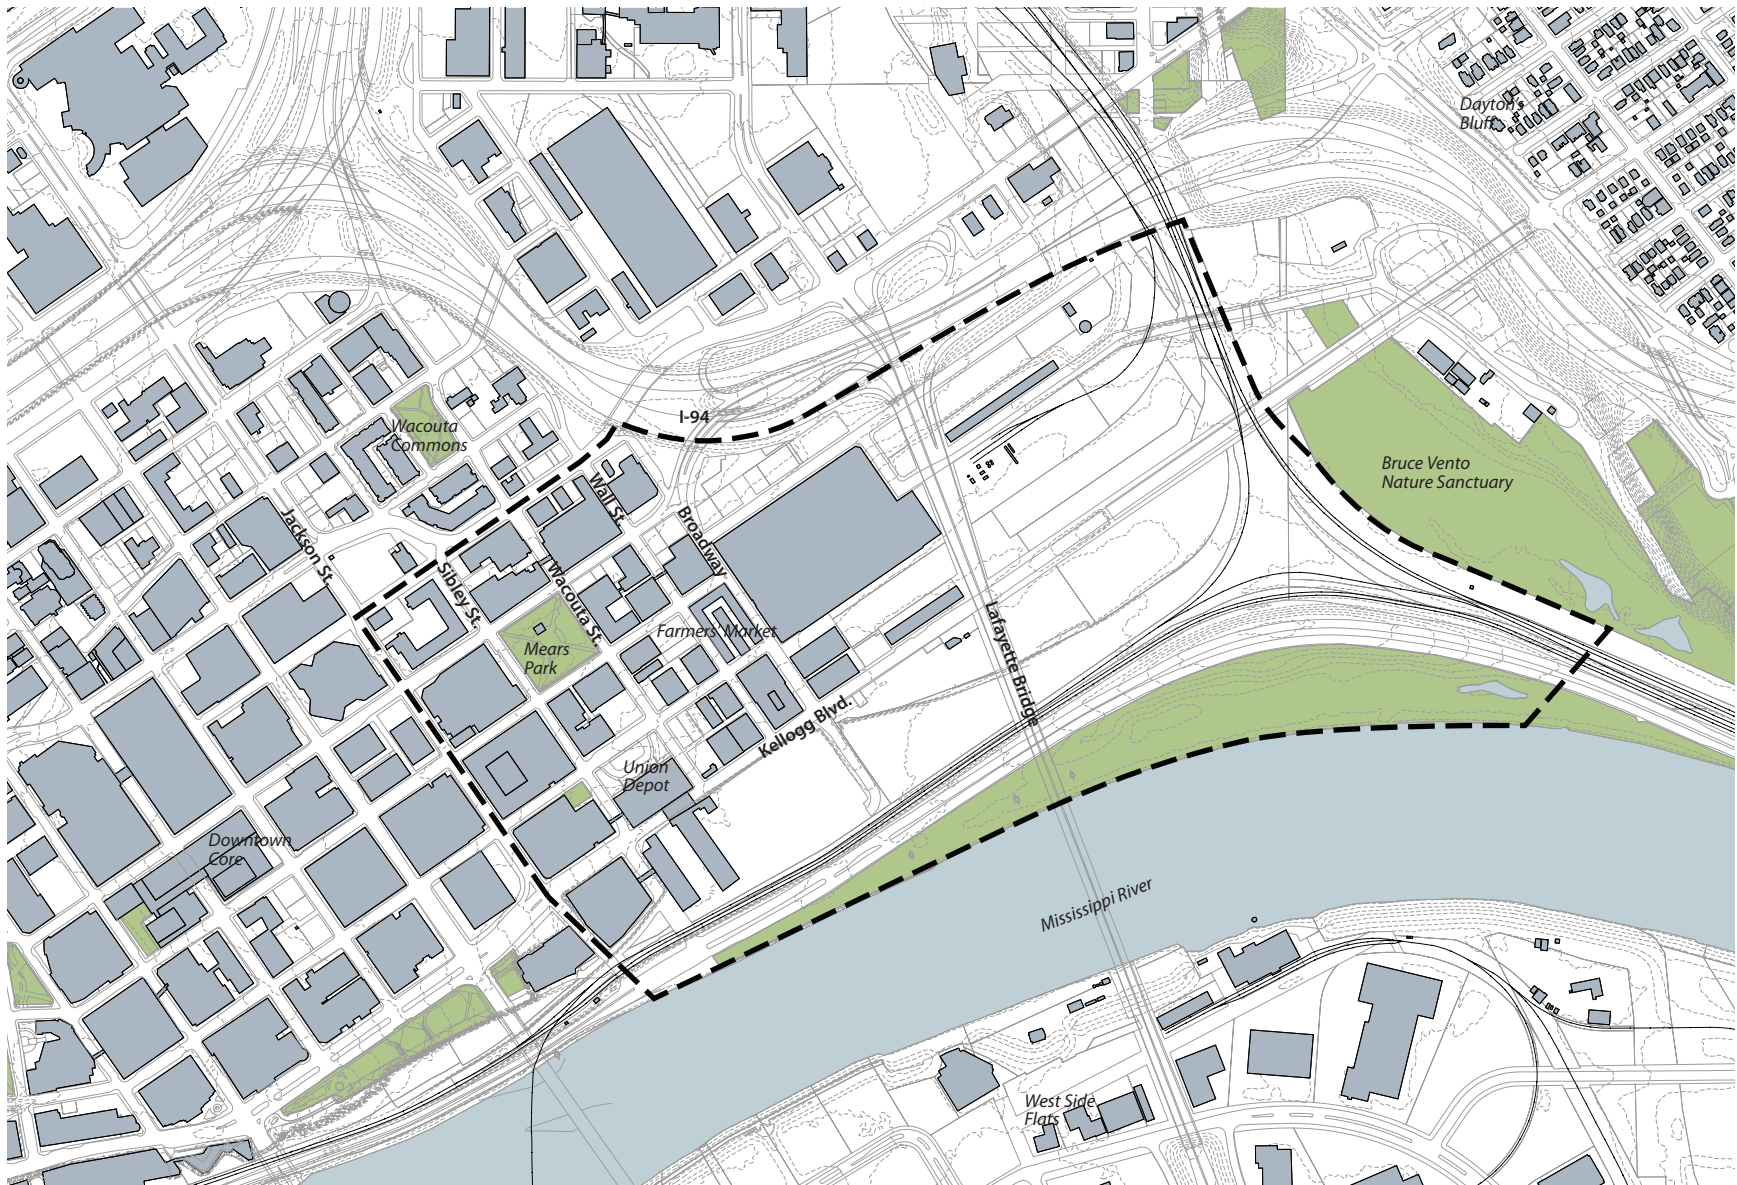 Dayton's
Bluff
I-94
Wacouta
Commons
Bruce Vento
Nature Sanctuary
Wall St.
Jackson St.
Broadway
Sibley St.
Wacouta St.
Lafayette Bridge
Farmers' Market
Mears
Park
Kellogg Blvd.
Union
Depot
Downtown
Core
Mississippi River
West Side
Flats